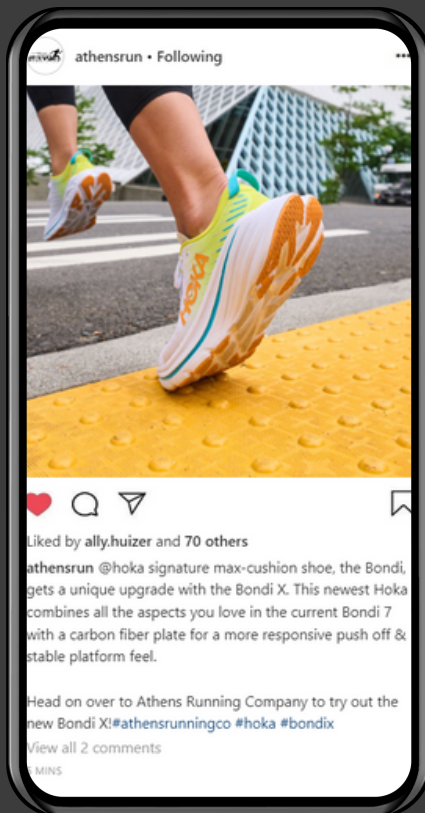 athensrun • Following
HOKA
Liked by ally.huizer and 70 others
athensrun @hoka signature max-cushion shoe, the Bondi,
gets a unique upgrade with the Bondi X. This newest Hoka
combines all the aspects you love in the current Bondi 7
with a carbon fiber plate for a more responsive push off &
stable platform feel.
Head on over to Athens Running Company to try out the
new Bondi X!#athensrunningco #hoka #bondix
View all 2 comments
5 MINS